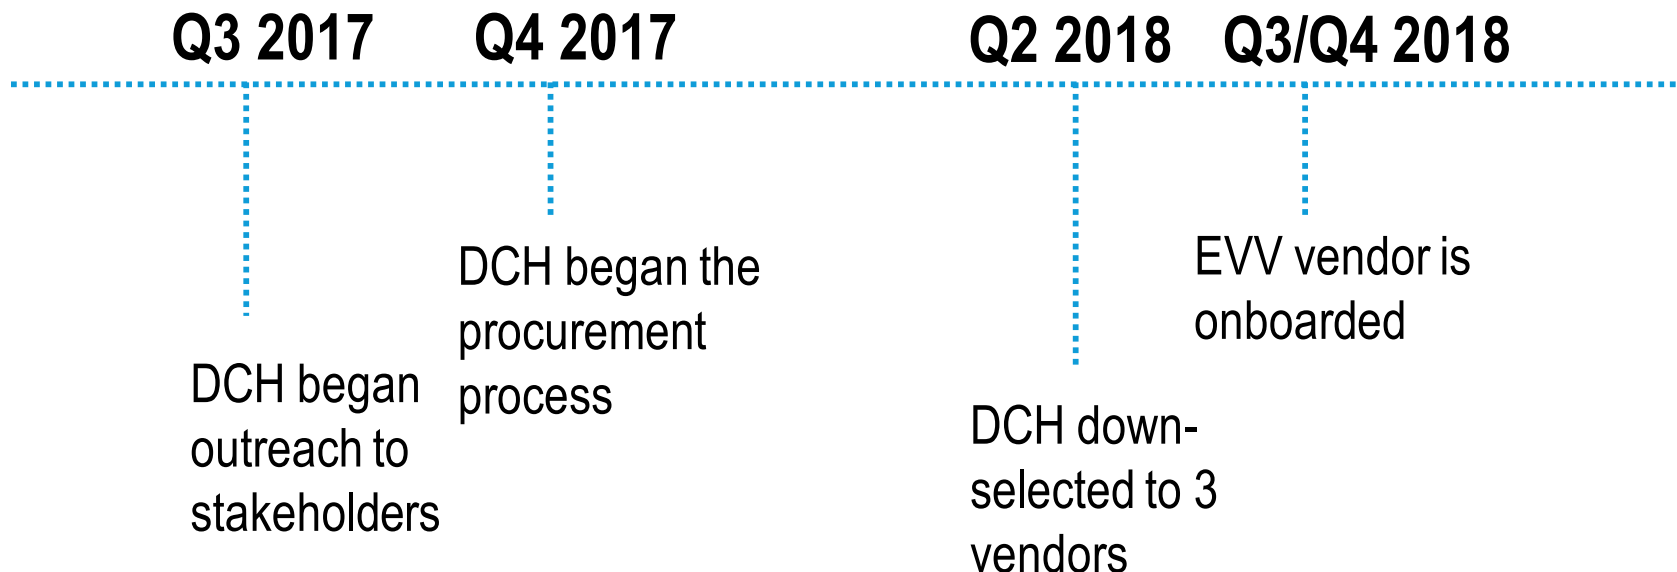 Q3 2017
Q4 2017
Q2 2018
Q3/Q4 2018
DCH began
outreach to
stakeholders
DCH began the
procurement
process
DCH down-
selected to 3
vendors
EVV vendor is
onboarded